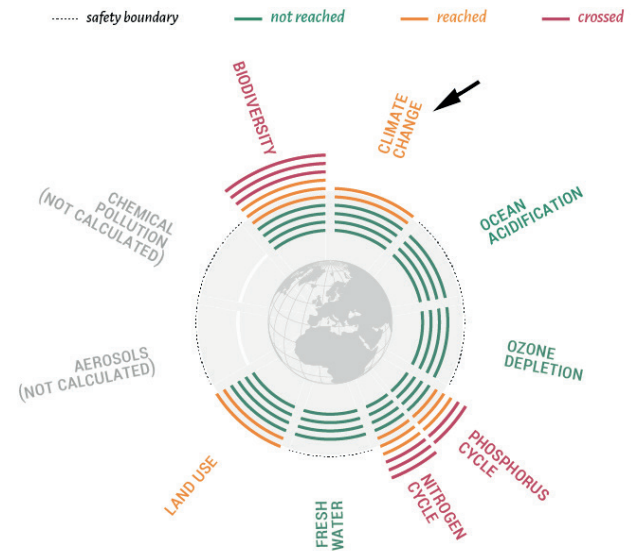 safety boundary
not reached
reached
crossed
BIODIVERSITY
CLIMATE
CHANGE
OCEAN
ACIDIFICATION
OZONE
DEPLETION
PHOSPHORUS
CYCLE
NITROGEN
CYCLE
FRESH
WATER
LAND USE
AEROSOLS
(NOT CALCULATED)
CHEMICAL
POLLUTION
(NOT CALCULATED)